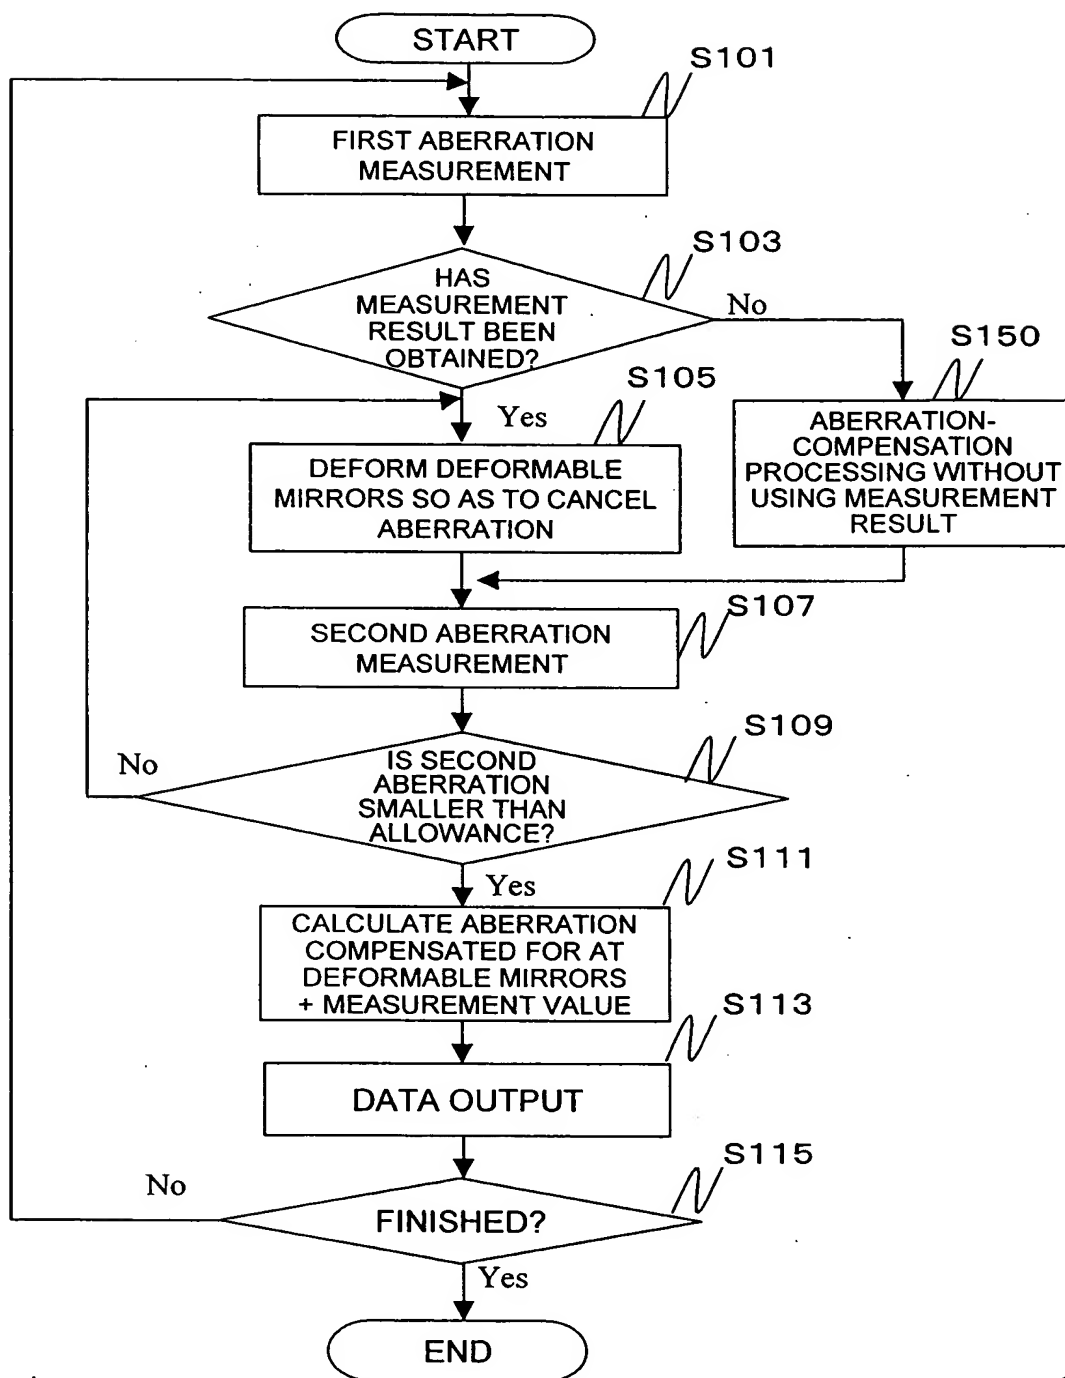 START
S101
FIRST ABERRATION
MEASUREMENT
S103
HAS
MEASUREMENT
RESULT BEEN
OBTAINED?
No
S150
S105
Yes
ABERRATION-
COMPENSATION
PROCESSING WITHOUT
USING MEASUREMENT
RESULT
DEFORM DEFORMABLE
MIRRORS SO AS TO CANCEL
ABERRATION
S107
SECOND ABERRATION
MEASUREMENT
S109
No
IS SECOND
ABERRATION
SMALLER THAN
ALLOWANCE?
S111
Yes
CALCULATE ABERRATION
COMPENSATED FOR AT
DEFORMABLE MIRRORS
+ MEASUREMENT VALUE
S113
DATA OUTPUT
S115
No
FINISHED?
Yes
END